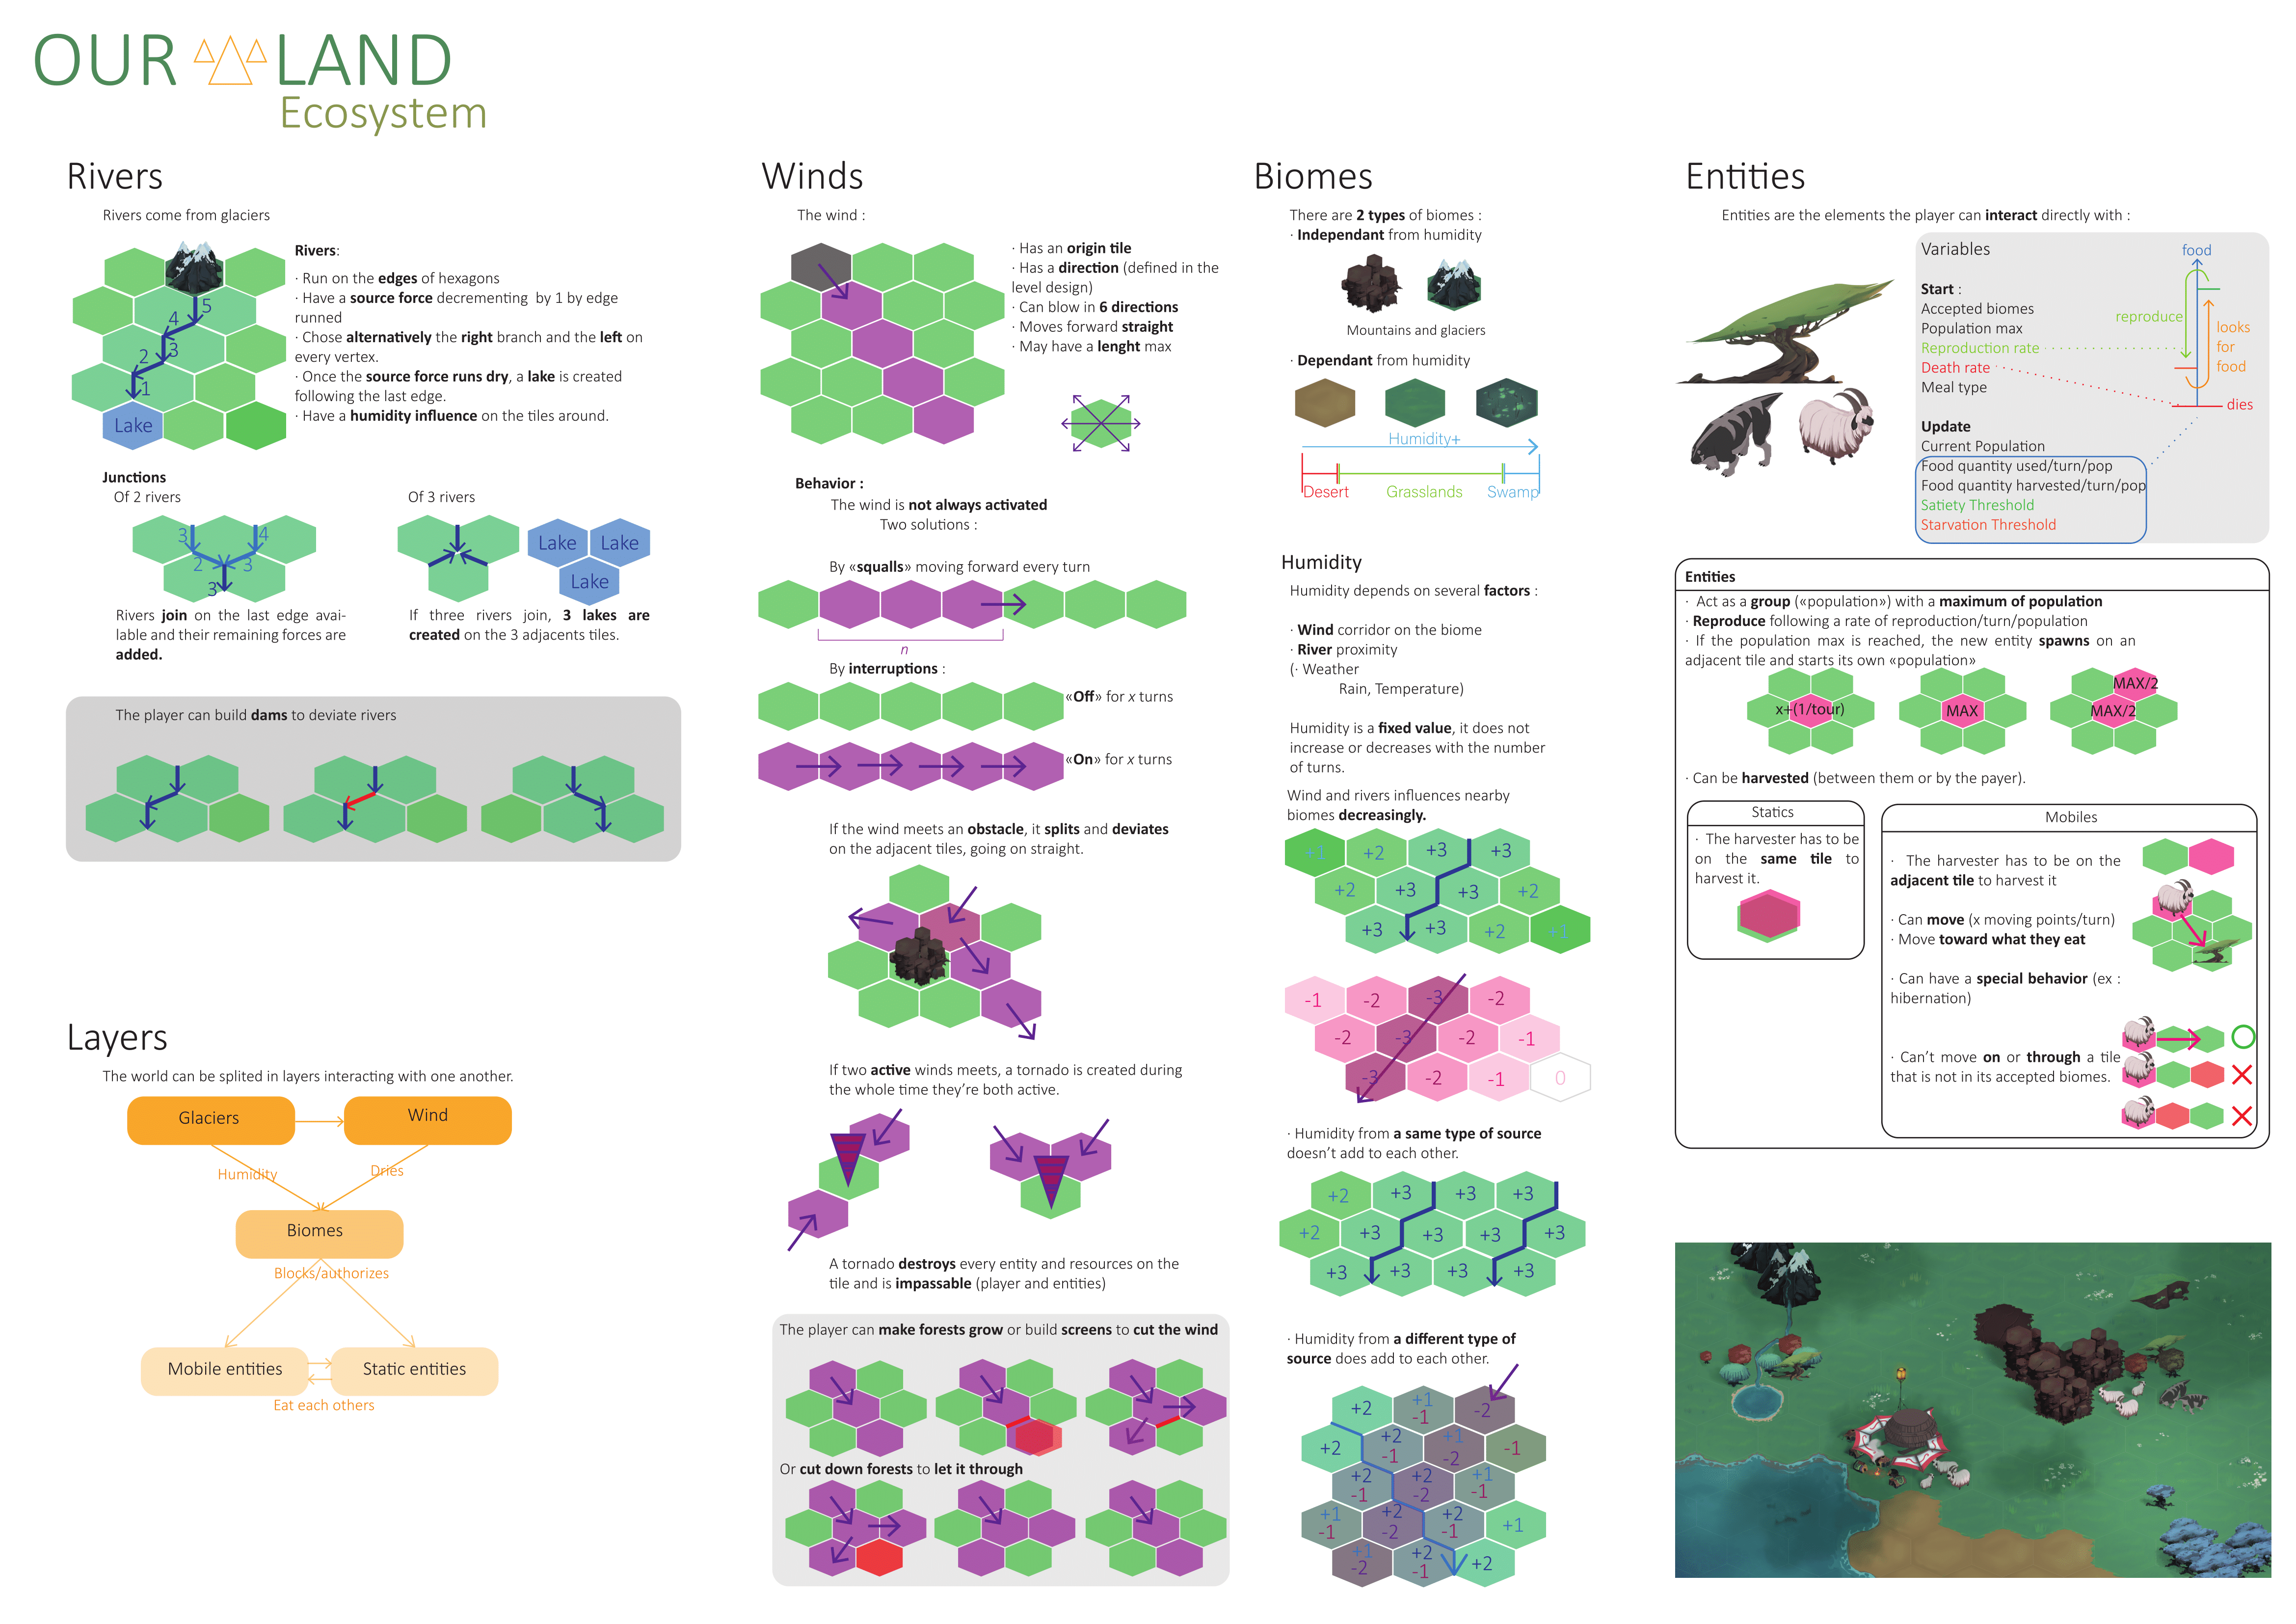 OUR LAND
Ecosystem
Rivers
Rivers come from glaciers
Rivers:
· Run on the edges of hexagons
· Have a source force decrementing by 1 by edge
runned
· Chose alternatively the right branch and the left on
every vertex.
· Once the source force runs dry, a lake is created
following the last edge.
· Have a humidity influence on the tiles around.
5
4
3
2
1
Lake
Junctions
Of 2 rivers
3
4
2
3
3
Rivers join on the last edge avai-
lable and their remaining forces are
added.
Of 3 rivers
Lake
Lake
Lake
If three rivers join, 3 lakes are
created on the 3 adjacents tiles.
The player can build dams to deviate rivers
Layers
The world can be splited in layers interacting with one another.
Glaciers
Wind
Humidity
Dries
Biomes
Blocks/authorizes
Mobile entities
Static entities
Eat each others
Winds
The wind :
· Has an origin tile
· Has a direction (defined in the
level design)
· Can blow in 6 directions
· Moves forward straight
· May have a lenght max
Behavior :
The wind is not always activated
Two solutions :
By «squalls» moving forward every turn
n
By interruptions :
«Off» for x turns
«On» for x turns
If the wind meets an obstacle, it splits and deviates
on the adjacent tiles, going on straight.
If two active winds meets, a tornado is created during
the whole time they're both active.
A tornado destroys every entity and resources on the
tile and is impassable (player and entities)
The player can make forests grow or build screens to cut the wind
Or cut down forests to let it through
Biomes
There are 2 types of biomes :
· Independant from humidity
Mountains and glaciers
· Dependant from humidity
Humidity+
Desert
Grasslands
Swamp
Humidity
Humidity depends on several factors :
· Wind corridor on the biome
· River proximity
(· Weather
Rain, Temperature)
Humidity is a fixed value, it does not
increase or decreases with the number
of turns.
Wind and rivers influences nearby
biomes decreasingly.
+1 +2 +3 +3
+2 +3 +3 +2
+3 +3 +2 +1
-1 -2 -3 -2
-2 -3 -2 -1
-3 -2 -1 0
· Humidity from a same type of source
doesn't add to each other.
+2 +3 +3 +3
+2 +3 +3 +3 +3
+3 +3 +3 +3
· Humidity from a different type of
source does add to each other.
+2 +1 -1 -2
+2 +2 -1 +1 -2 -1
+2 -1 +2 -2 +1 -1
+1 -1 +2 -2 +2 -1 +1
+1 -2 +2 -1 +2
Entities
Entities are the elements the player can interact directly with :
Variables
Start :
Accepted biomes
Population max
Reproduction rate
Death rate
Meal type
Update
Current Population
Food quantity used/turn/pop
Food quantity harvested/turn/pop
Satiety Threshold
Starvation Threshold
food
reproduce
looks
for
food
dies
Entities
· Act as a group («population») with a maximum of population
· Reproduce following a rate of reproduction/turn/population
· If the population max is reached, the new entity spawns on an
adjacent tile and starts its own «population»
x+(1/tour)
MAX
MAX/2
MAX/2
· Can be harvested (between them or by the payer).
Statics
· The harvester has to be
on the same tile to
harvest it.
Mobiles
· The harvester has to be on the
adjacent tile to harvest it
· Can move (x moving points/turn)
· Move toward what they eat
· Can have a special behavior (ex :
hibernation)
· Can't move on or through a tile
that is not in its accepted biomes.